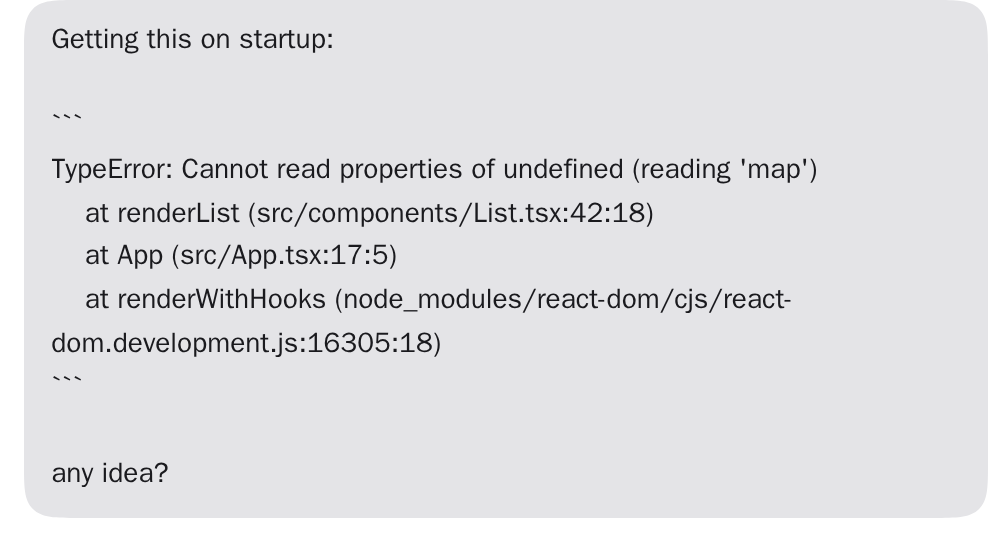 Getting this on startup:
```
TypeError: Cannot read properties of undefined (reading 'map')
    at renderList (src/components/List.tsx:42:18)
    at App (src/App.tsx:17:5)
    at renderWithHooks (node_modules/react-dom/cjs/react-
dom.development.js:16305:18)
```
any idea?